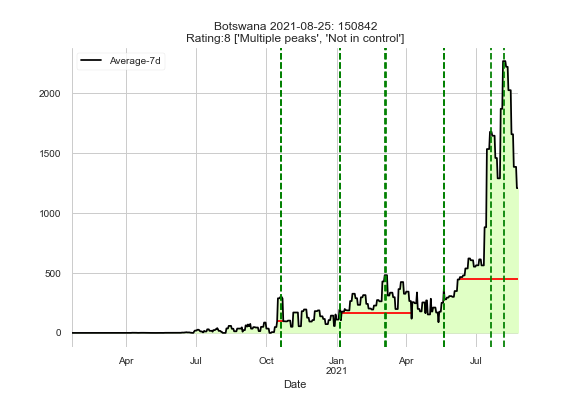 Botswana 2021-08-25: 150842
Rating:8 ['Multiple peaks', 'Not in control']
Average-7d
2000
1500
1000
500
0
Apr
Jul
Oct
Jan
2021
Apr
Jul
Date